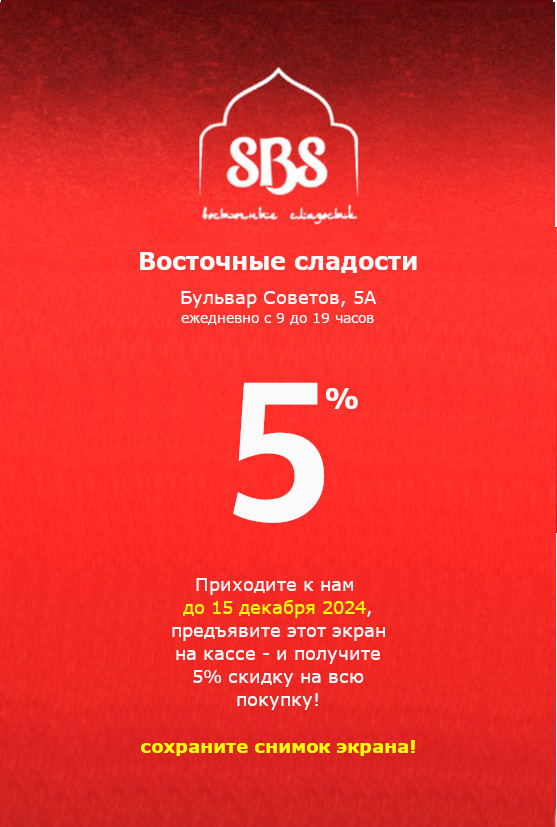 SBS
восточные сладости
Восточные сладости
Бульвар Советов, 5А
ежедневно с 9 до 19 часов
5%
Приходите к нам
до 15 декабря 2024,
предъявите этот экран
на кассе - и получите
5% скидку на всю
покупку!
сохраните снимок экрана!